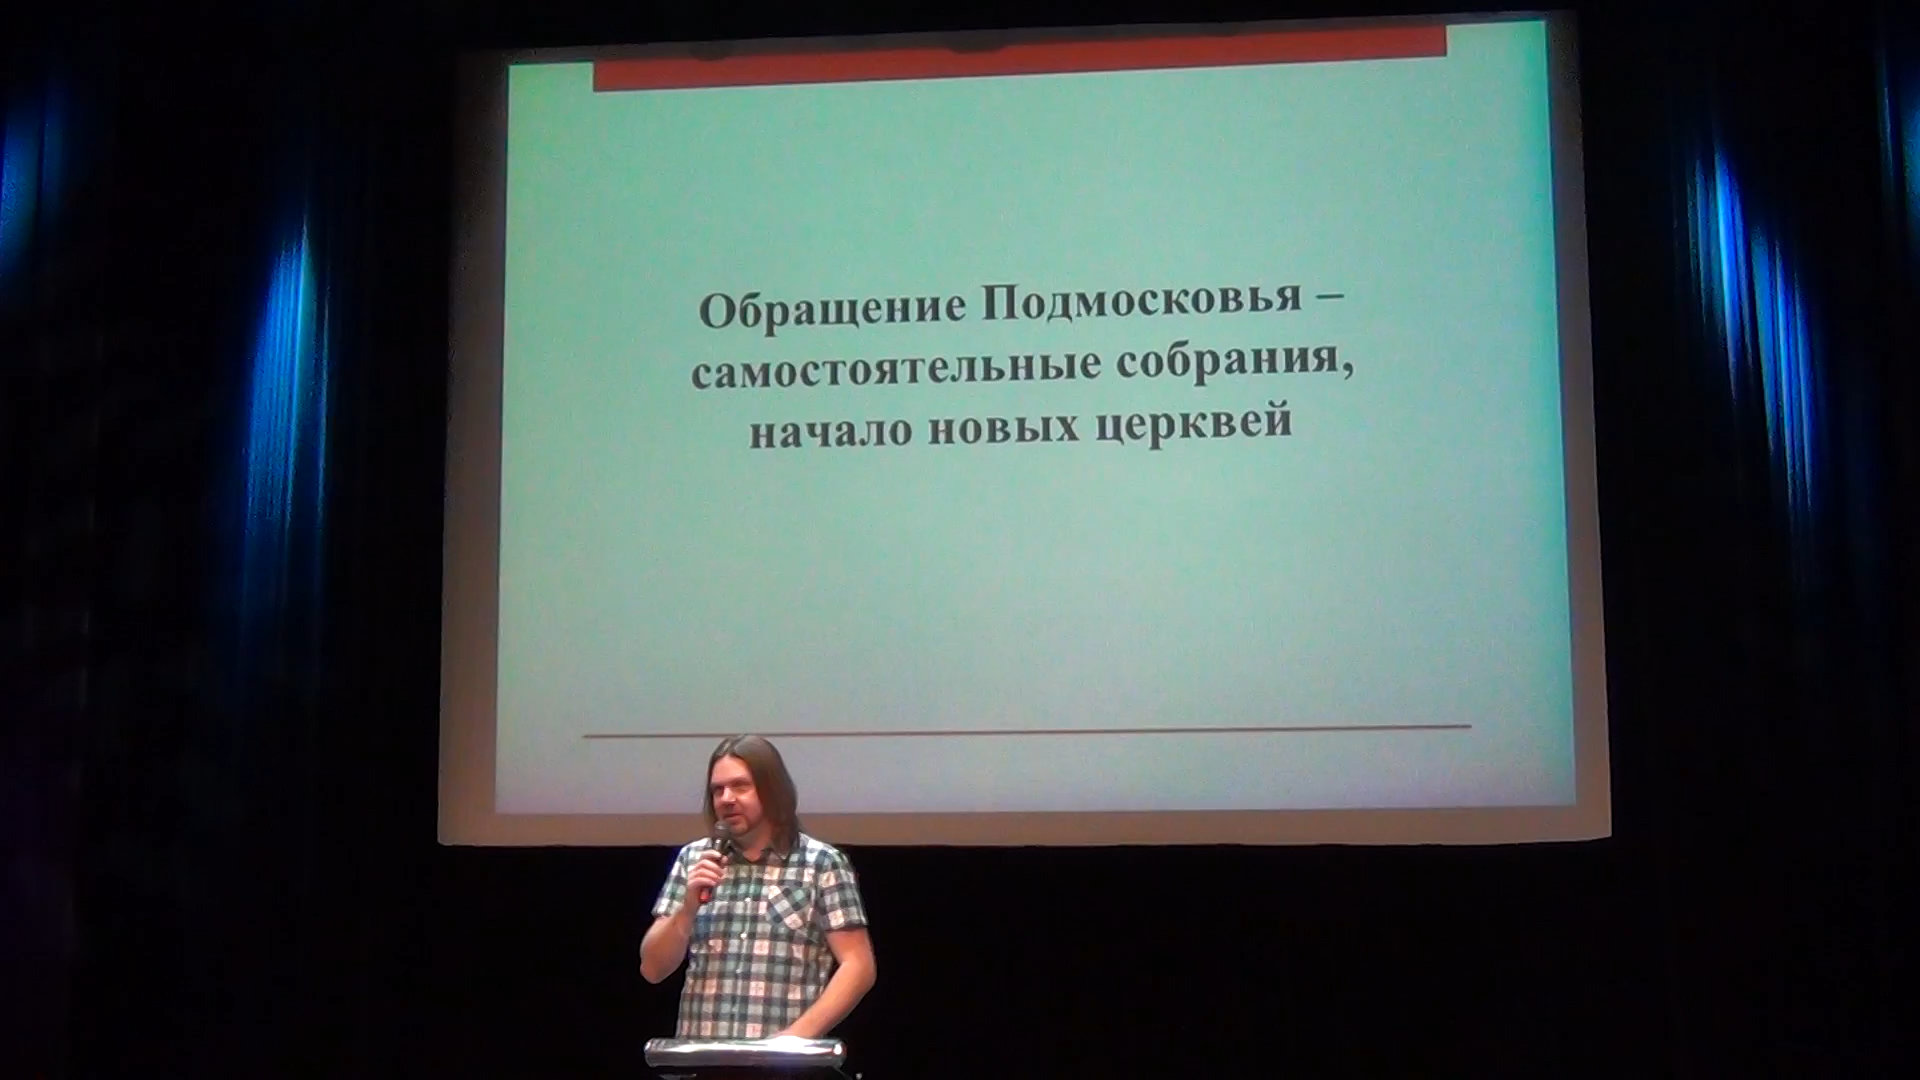 Обращение Подмосковья –
самостоятельные собрания,
начало новых церквей